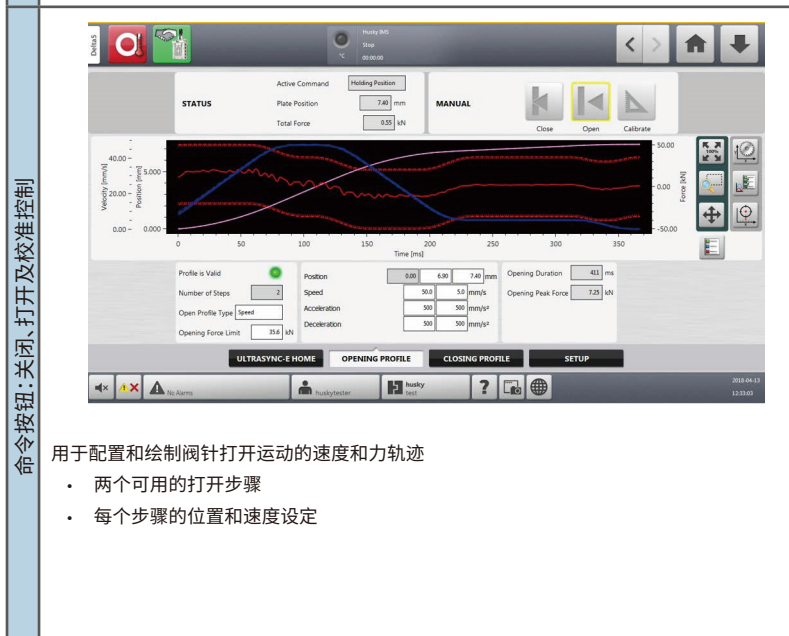 命令按钮：关闭、打开及校准控制
Delta5
Husky IMS
Stop
°C 00:00:00
STATUS
Active Command Holding Position
Plate Position 7.40 mm
Total Force 0.55 kN
MANUAL
Close Open Calibrate
Velocity [mm/s]
40.00
20.00
0.00
Position [mm]
5.000
0.000
50.00
0.00
-50.00
Force [kN]
0 50 100 150 200 250 300 350
Time [ms]
100%
Profile is Valid
Number of Steps 2
Open Profile Type Speed
Opening Force Limit 35.6 kN
Position 0.00 6.90 7.40 mm
Speed 50.0 5.0 mm/s
Acceleration 500 500 mm/s²
Deceleration 500 500 mm/s²
Opening Duration 411 ms
Opening Peak Force 7.25 kN
ULTRASYNC-E HOME OPENING PROFILE CLOSING PROFILE SETUP
No Alarms
huskytester
husky
test
?
2018-04-13
12:33:03
用于配置和绘制阀针打开运动的速度和力轨迹
• 两个可用的打开步骤
• 每个步骤的位置和速度设定